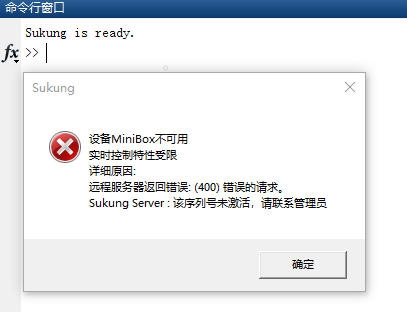 命令行窗口
Sukung is ready.
fx >>
Sukung
设备MiniBox不可用
实时控制特性受限
详细原因:
远程服务器返回错误: (400) 错误的请求。
Sukung Server : 该序列号未激活，请联系管理员
确定